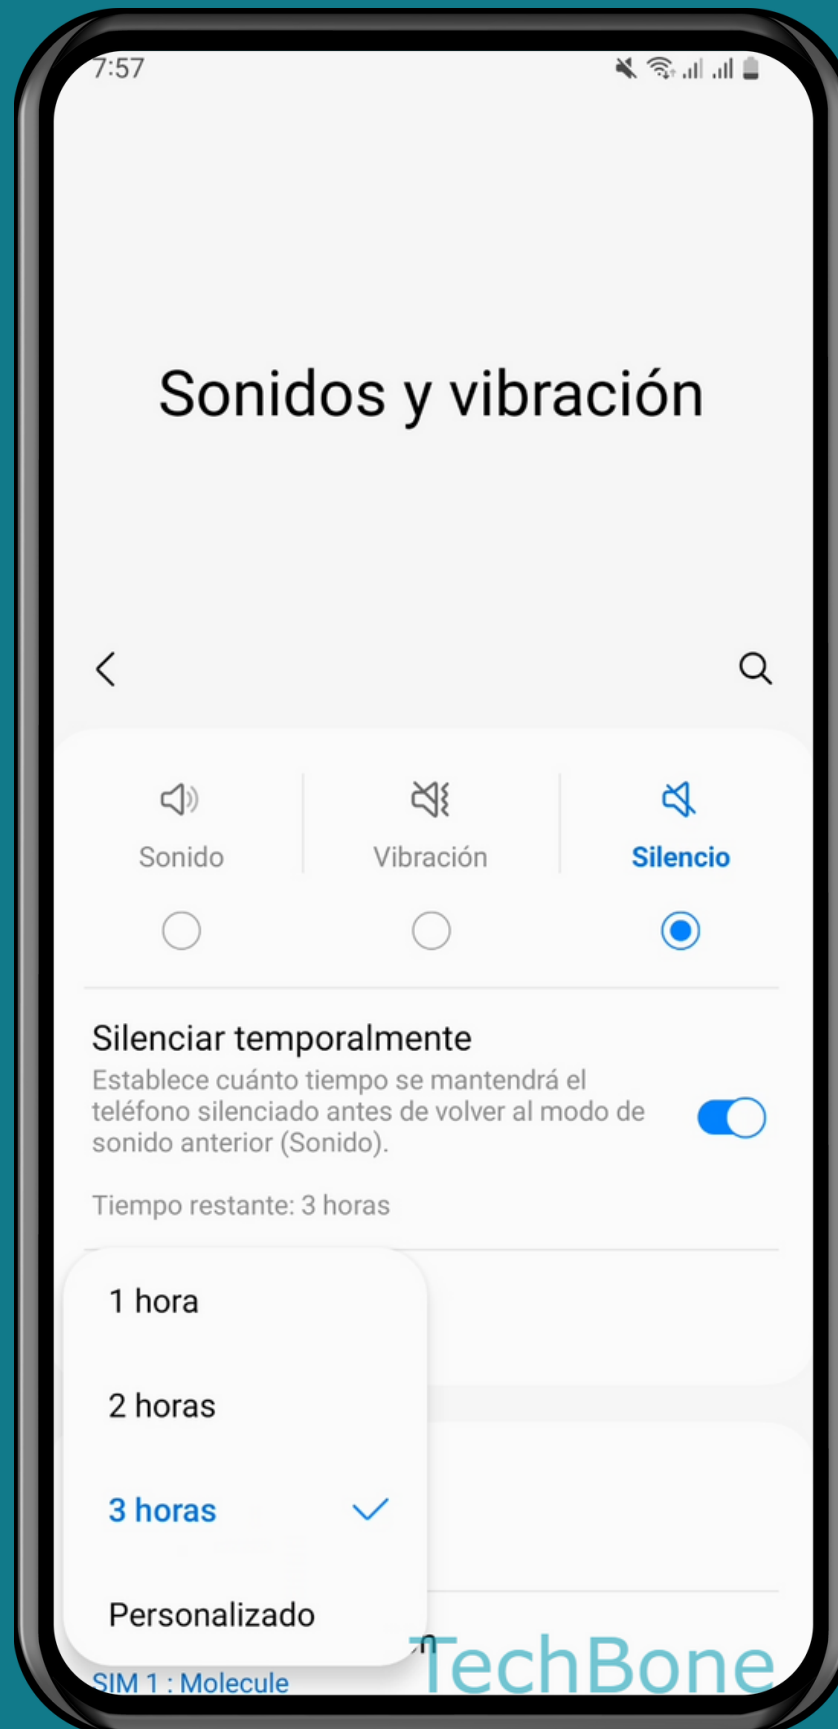 7:57
Sonidos y vibración
Sonido
Vibración
Silencio
Silenciar temporalmente
Establece cuánto tiempo se mantendrá el
teléfono silenciado antes de volver al modo de
sonido anterior (Sonido).
Tiempo restante: 3 horas
1 hora
2 horas
3 horas
Personalizado
SIM 1 : Molecule
TechBone